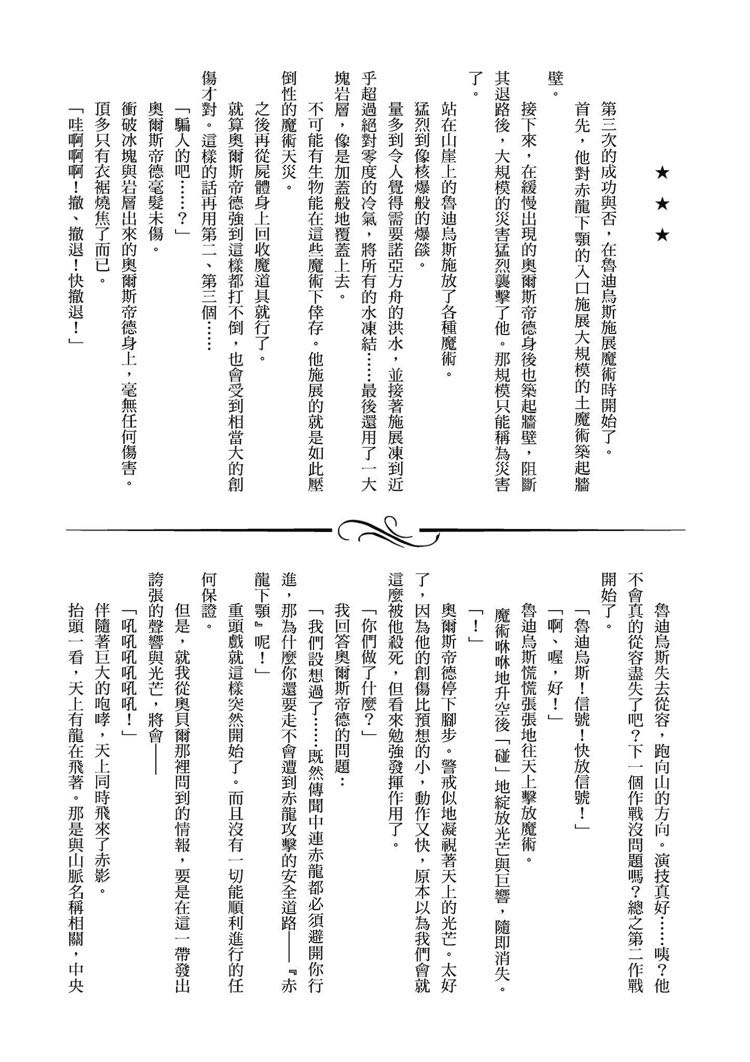 ★ ★ ★
第三次的成功與否，在魯迪烏斯施展魔術時開始了。
首先，他對赤龍下顎的入口施展大規模的土魔術築起牆
壁。
接下來，在緩慢出現的奧爾斯帝德身後也築起牆壁，阻斷
其退路後，大規模的災害猛烈襲擊了他。那規模只能稱為災害
了。
站在山崖上的魯迪烏斯施放了各種魔術。
猛烈到像核爆般的爆燄。
量多到令人覺得需要諾亞方舟的洪水，並接著施展凍到近
乎超過絕對零度的冷氣，將所有的水凍結……最後還用了一大
塊岩層，像是加蓋般地覆蓋上去。
不可能有生物能在這些魔術下倖存。他施展的就是如此壓
倒性的魔術天災。
之後再從屍體身上回收魔道具就行了。
就算奧爾斯帝德強到這樣都打不倒，也會受到相當大的創
傷才對。這樣的話再用第二、第三個……
「騙人的吧……？」
奧爾斯帝德毫髮未傷。
衝破冰塊與岩層出來的奧爾斯帝德身上，毫無任何傷害。
頂多只有衣裾燒焦了而已。
「哇啊啊啊！撤、撤退！快撤退！」
魯迪烏斯失去從容，跑向山的方向。演技真好……咦？他
不會真的從容盡失了吧？下一個作戰沒問題嗎？總之第二作戰
開始了。
「魯迪烏斯！信號！快放信號！」
「啊、喔，好！」
魯迪烏斯慌慌張張地往天上擊放魔術。
魔術咻咻地升空後「碰」地綻放光芒與巨響，隨即消失。
「！」
奧爾斯帝德停下腳步。警戒似地凝視著天上的光芒。太好
了，因為他的創傷比預想的小，動作又快，原本以為我們會就
這麼被他殺死，但看來勉強發揮作用了。
「你們做了什麼？」
我回答奧爾斯帝德的問題：
「我們設想過了……既然傳聞中連赤龍都必須避開你行
進，那為什麼你還要走不會遭到赤龍攻擊的安全道路——『赤
龍下顎』呢！」
重頭戲就這樣突然開始了。而且沒有一切能順利進行的任
何保證。
但是，就我從奧貝爾那裡問到的情報，要是在這一帶發出
誇張的聲響與光芒，將會——
「吼吼吼吼吼吼！」
伴隨著巨大的咆哮，天上同時飛來了赤影。
抬頭一看，天上有龍在飛著。那是與山脈名稱相關，中央